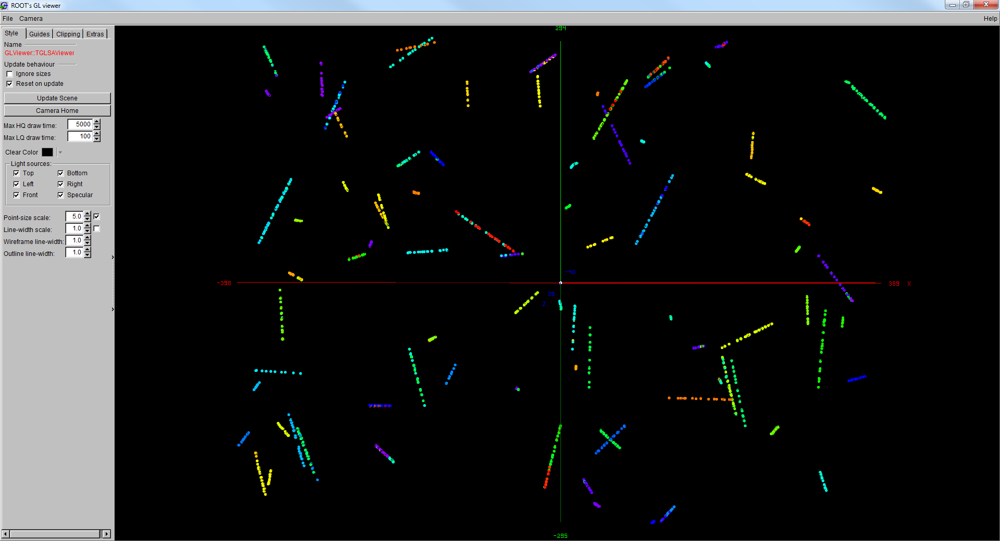 ROOT's GL viewer
File Camera Help
Style Guides Clipping Extras
Name
GLViewer::TGLSAViewer
Update behaviour
Ignore sizes
Reset on update
Update Scene
Camera Home
Max HQ draw time: 5000
Max LQ draw time: 100
Clear Color
Light sources:
Top Bottom
Left Right
Front Specular
Point-size scale: 5.0
Line-width scale: 1.0
Wireframe line-width: 1.0
Outline line-width: 1.0
294
-40
-398 389 X
39
Z
-295